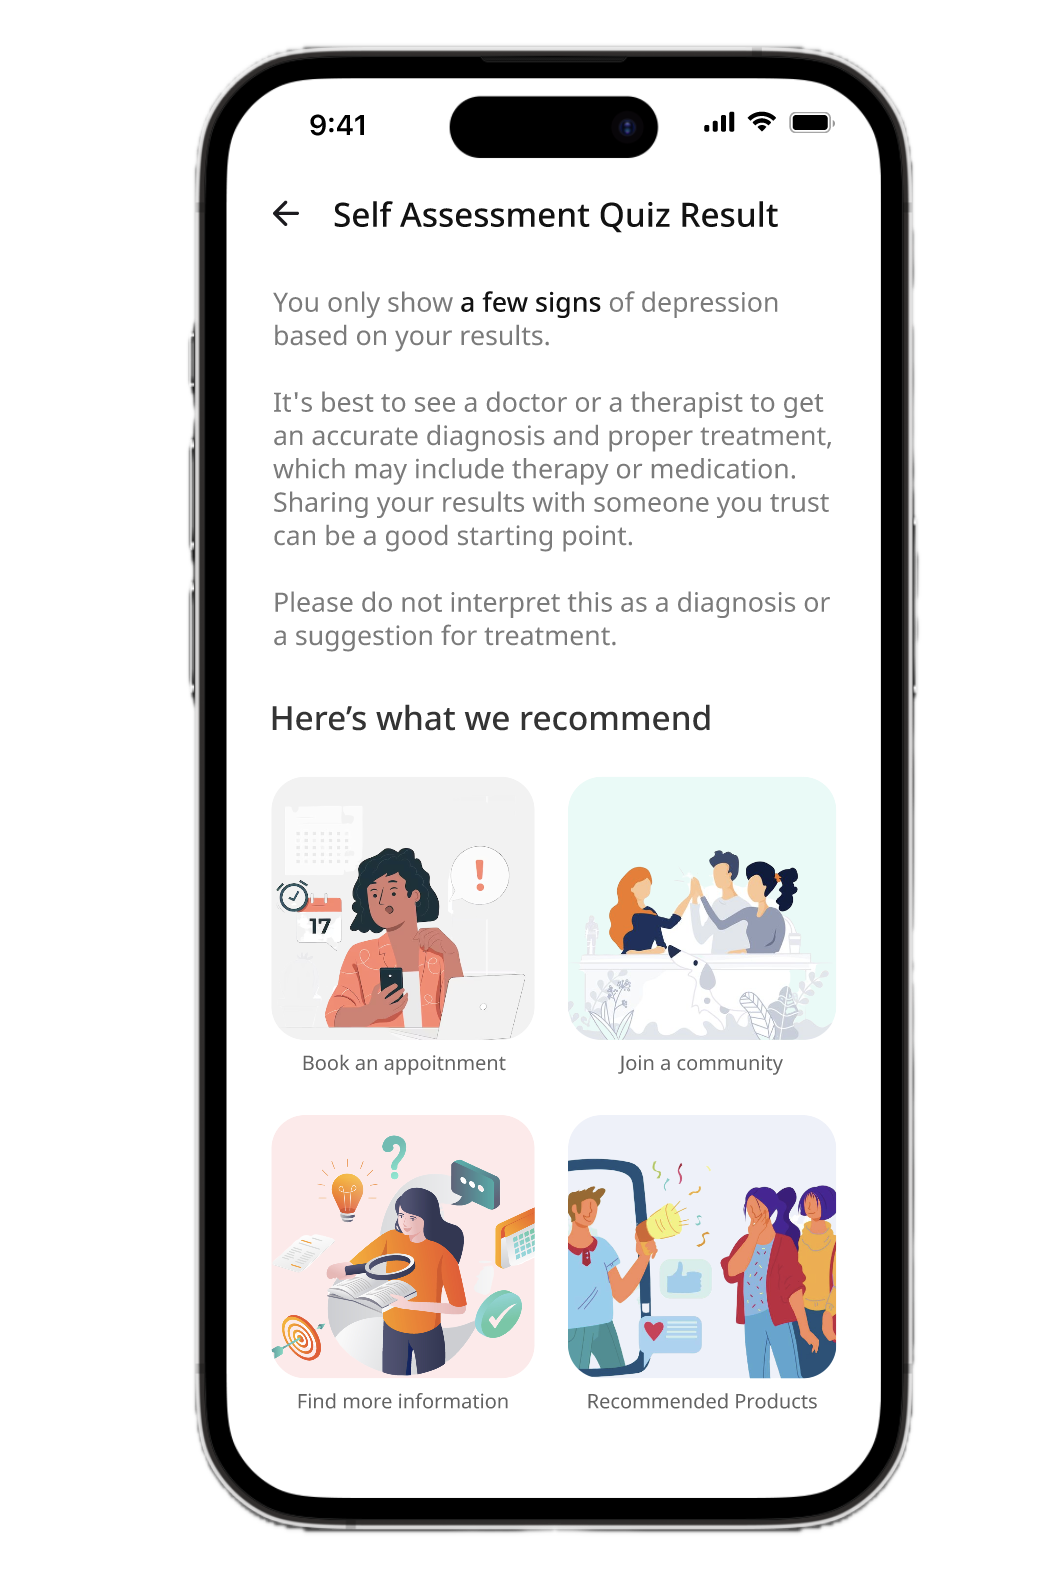 9:41
Self Assessment Quiz Result
You only show a few signs of depression
based on your results.
It's best to see a doctor or a therapist to get
an accurate diagnosis and proper treatment,
which may include therapy or medication.
Sharing your results with someone you trust
can be a good starting point.
Please do not interpret this as a diagnosis or
a suggestion for treatment.
Here's what we recommend
17
!
Book an appoitnment
Join a community
?
Find more information
Recommended Products